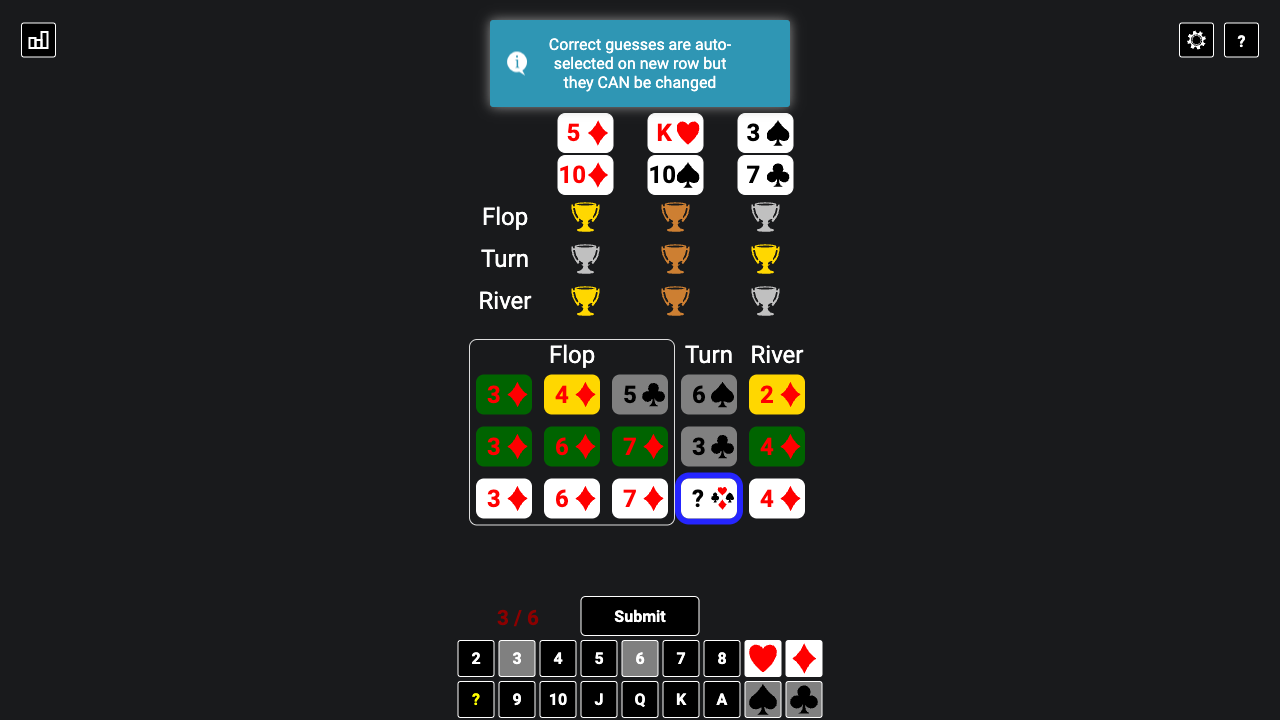 Correct guesses are auto-
selected on new row but
they CAN be changed
?
5 K 3
10 10 7
Flop
Turn
River
Flop Turn River
3 4 5 6 2
3 6 7 3 4
3 6 7 ? 4
3 / 6 Submit
2 3 4 5 6 7 8
? 9 10 J Q K A